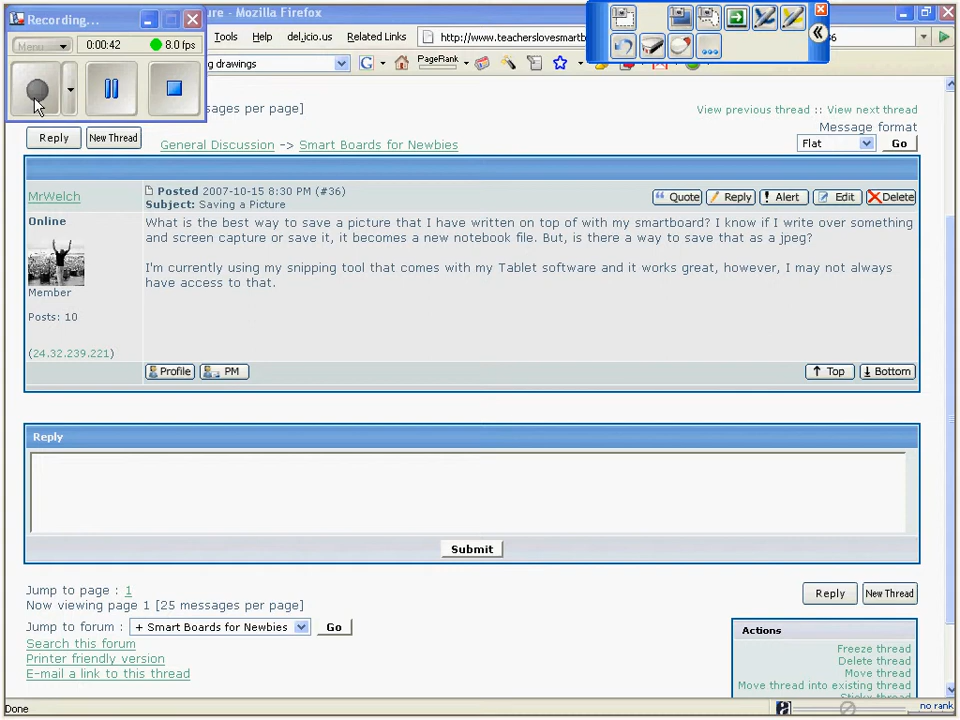 Recording...
ure - Mozilla Firefox
Menu
0:00:42
8.0 fps
Tools Help del.icio.us Related Links
http://www.teacherslovesmartb
86
ng drawings
PageRank
sages per page]
View previous thread :: View next thread
Message format
Reply
New Thread
General Discussion -> Smart Boards for Newbies
Flat
Go
MrWelch
Posted 2007-10-15 8:30 PM (#36)
Subject: Saving a Picture
Quote
Reply
Alert
Edit
Delete
Online
What is the best way to save a picture that I have written on top of with my smartboard? I know if I write over something
and screen capture or save it, it becomes a new notebook file. But, is there a way to save that as a jpeg?
I'm currently using my snipping tool that comes with my Tablet software and it works great, however, I may not always
have access to that.
Member
Posts: 10
(24.32.239.221)
Profile
PM
Top
Bottom
Reply
Submit
Jump to page : 1
Now viewing page 1 [25 messages per page]
Reply
New Thread
Jump to forum :
+ Smart Boards for Newbies
Go
Search this forum
Printer friendly version
E-mail a link to this thread
Actions
Freeze thread
Delete thread
Move thread
Move thread into existing thread
Sticky thread
Done
no rank